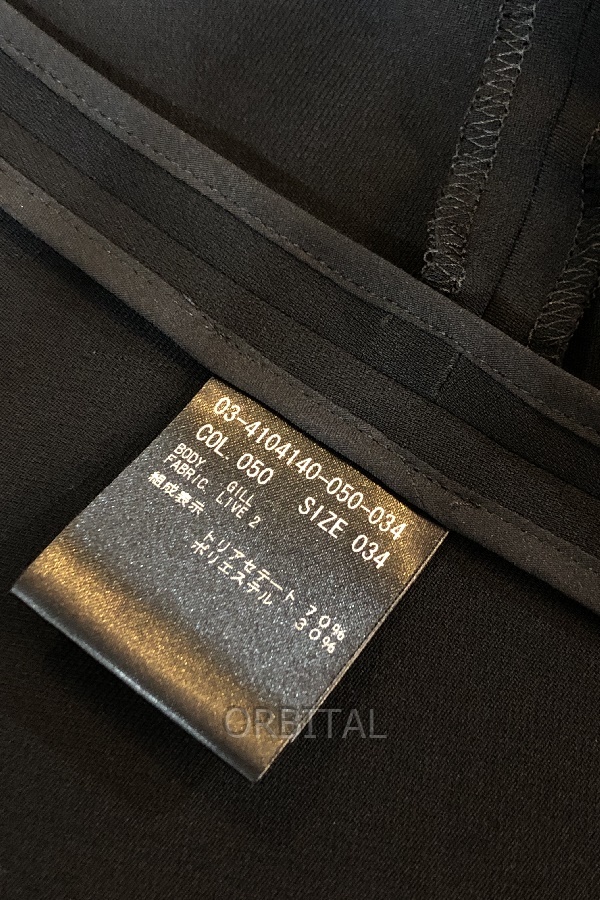 03-4104140-050-034
COL. 050 SIZE 034
BODY GILL
FABRIC LIVE 2
組成表示
トリアセテート 70%
ポリエステル 30%
ORBITAL